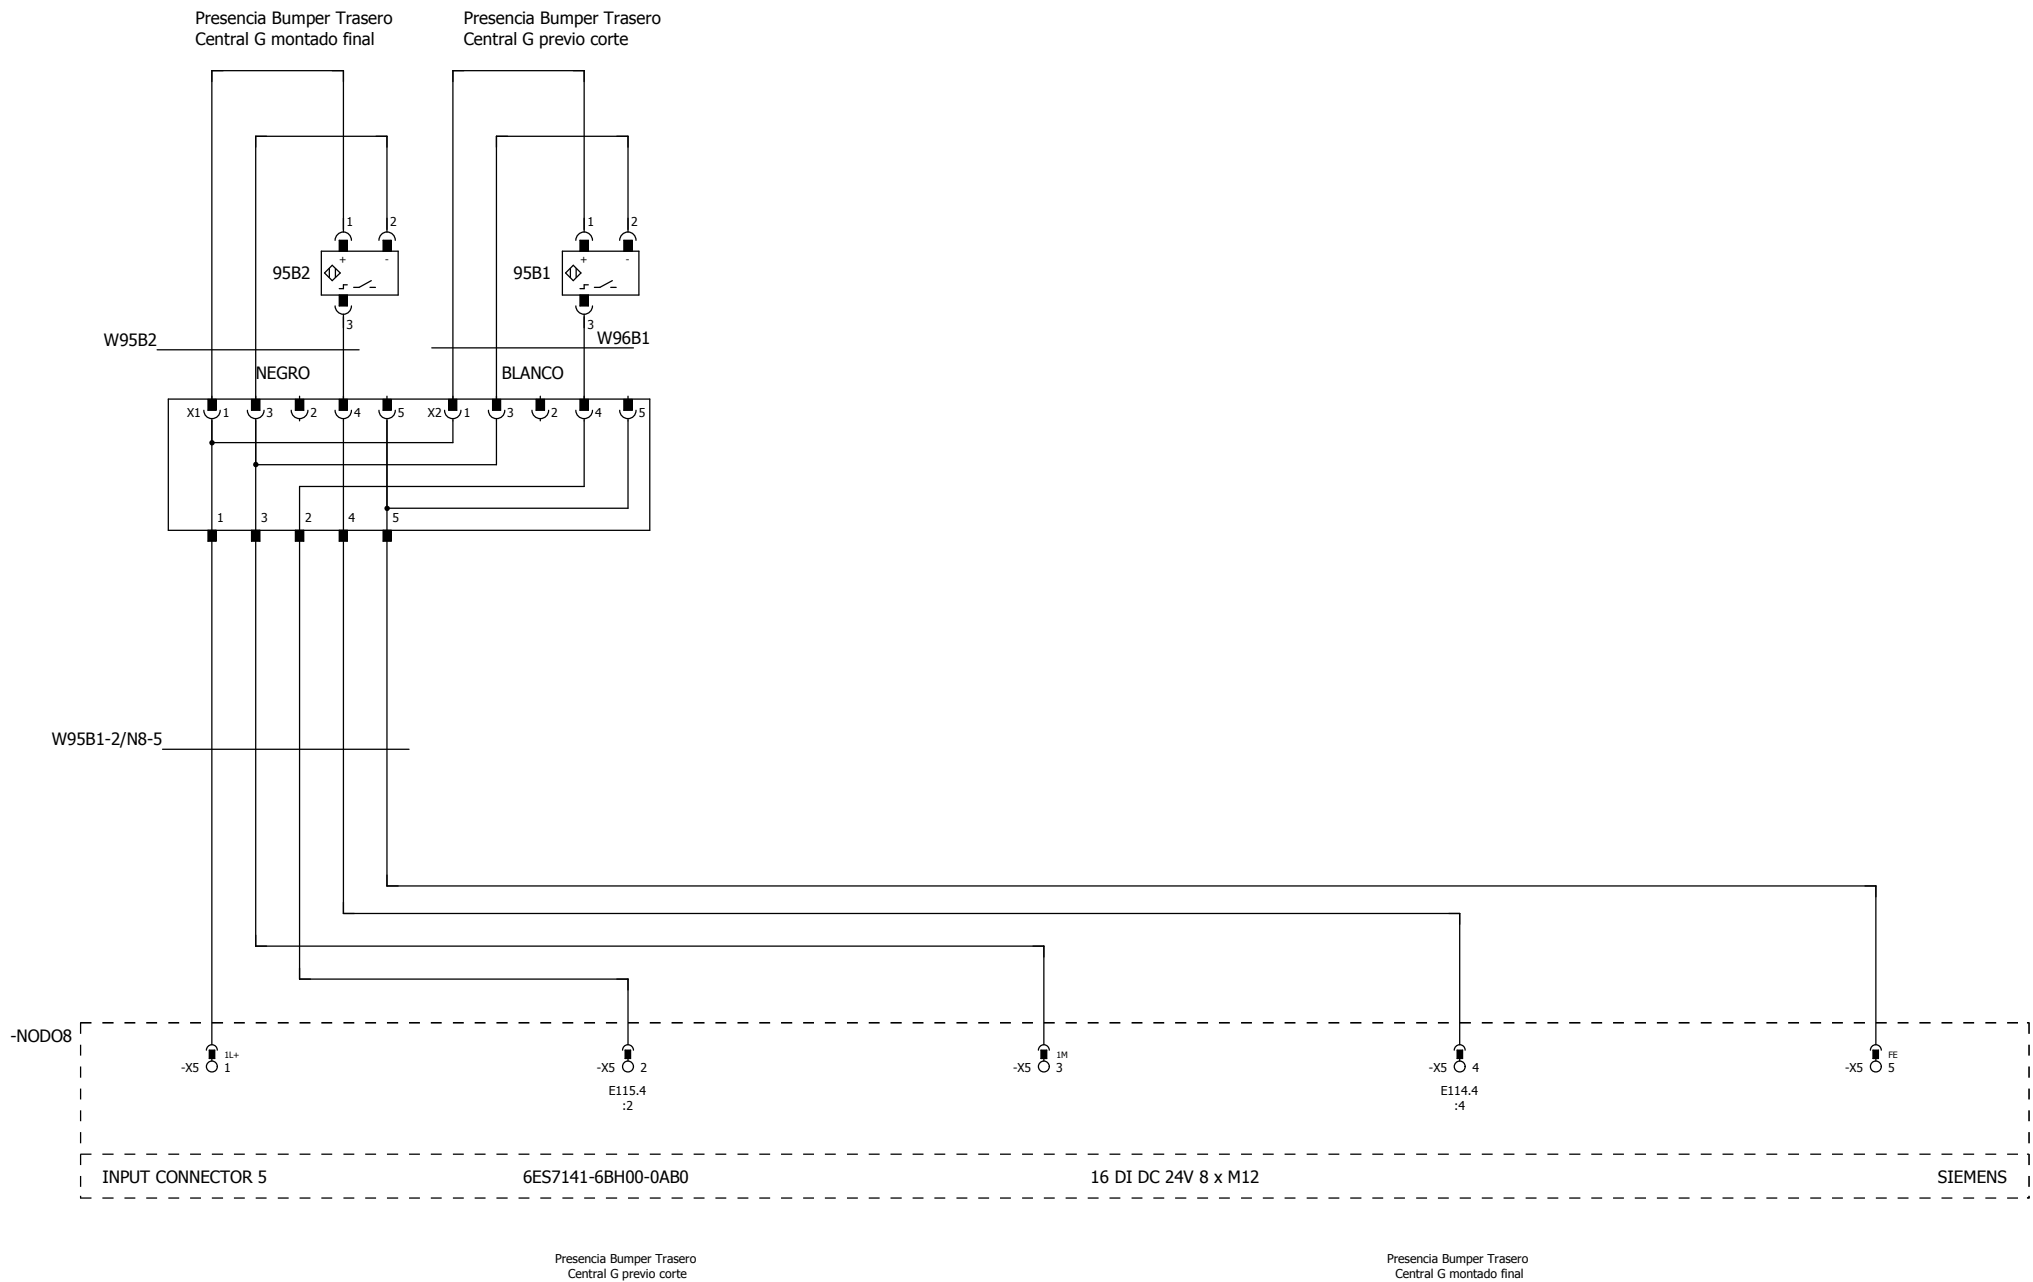 Presencia Bumper Trasero
Central G montado final
Presencia Bumper Trasero
Central G previo corte
1
2
1
2
+
-
+
-
95B2
95B1
3
3
W95B2
W96B1
NEGRO
BLANCO
X1 1 3 2 4 5 X2 1 3 2 4 5
1 3 2 4 5
W95B1-2/N8-5
-NODO8
1L+
1M
FE
-X5 1
-X5 2
-X5 3
-X5 4
-X5 5
E115.4
:2
E114.4
:4
INPUT CONNECTOR 5
6ES7141-6BH00-0AB0
16 DI DC 24V 8 x M12
SIEMENS
Presencia Bumper Trasero
Central G previo corte
Presencia Bumper Trasero
Central G montado final